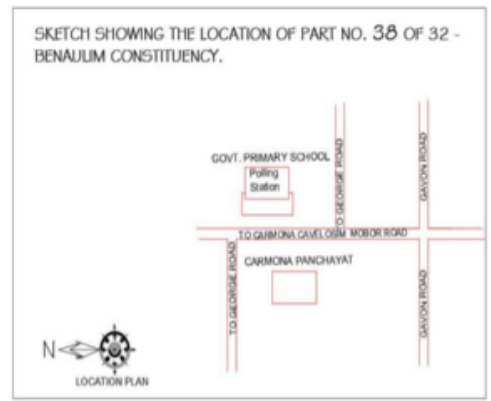 SKETCH SHOWING THE LOCATION OF PART NO. 38 OF 32 -
BENAULIM CONSTITUENCY.
GOVT. PRIMARY SCHOOL
Polling
Station
TO GEORGE ROAD
GAVON ROAD
TO CARMONA CAVELOSIM MOBOR ROAD
TO GEORGE ROAD
CARMONA PANCHAYAT
GAVON ROAD
N
LOCATION PLAN